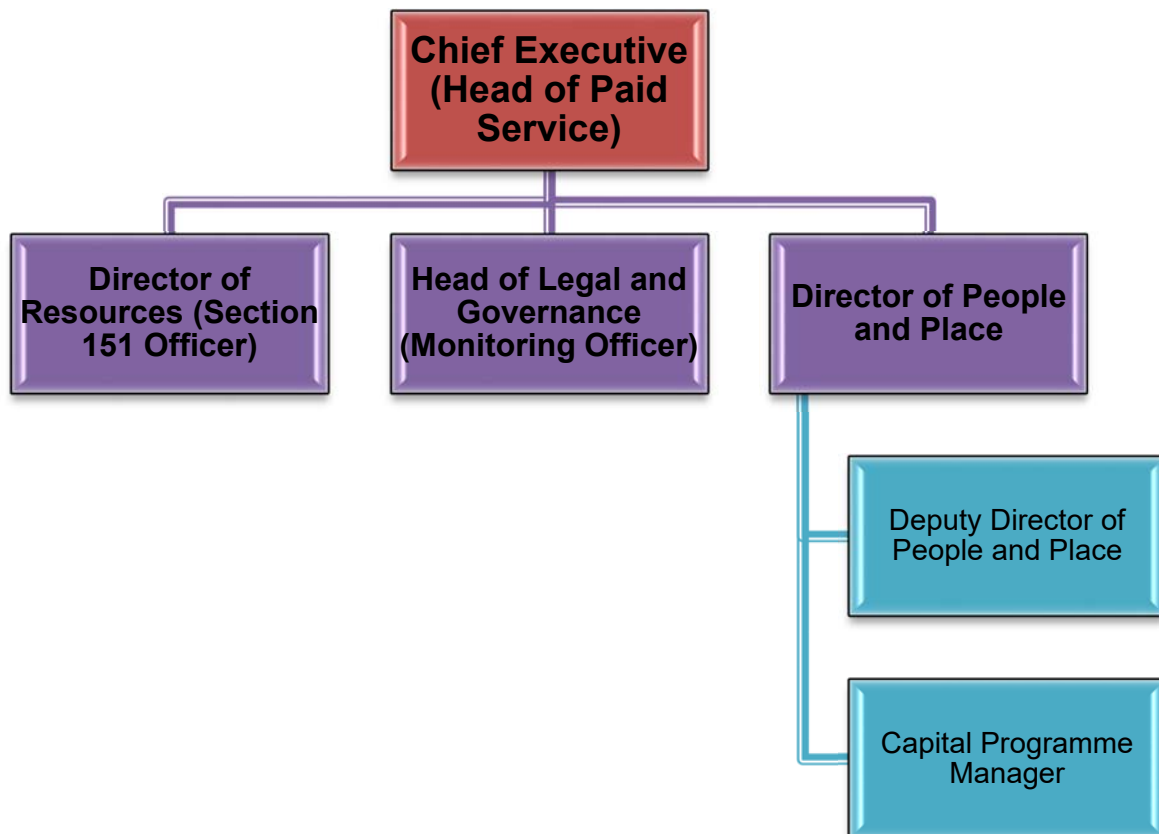 Chief Executive
(Head of Paid
Service)
Director of
Resources (Section
151 Officer)
Head of Legal and
Governance
(Monitoring Officer)
Director of People
and Place
Deputy Director of
People and Place
Capital Programme
Manager